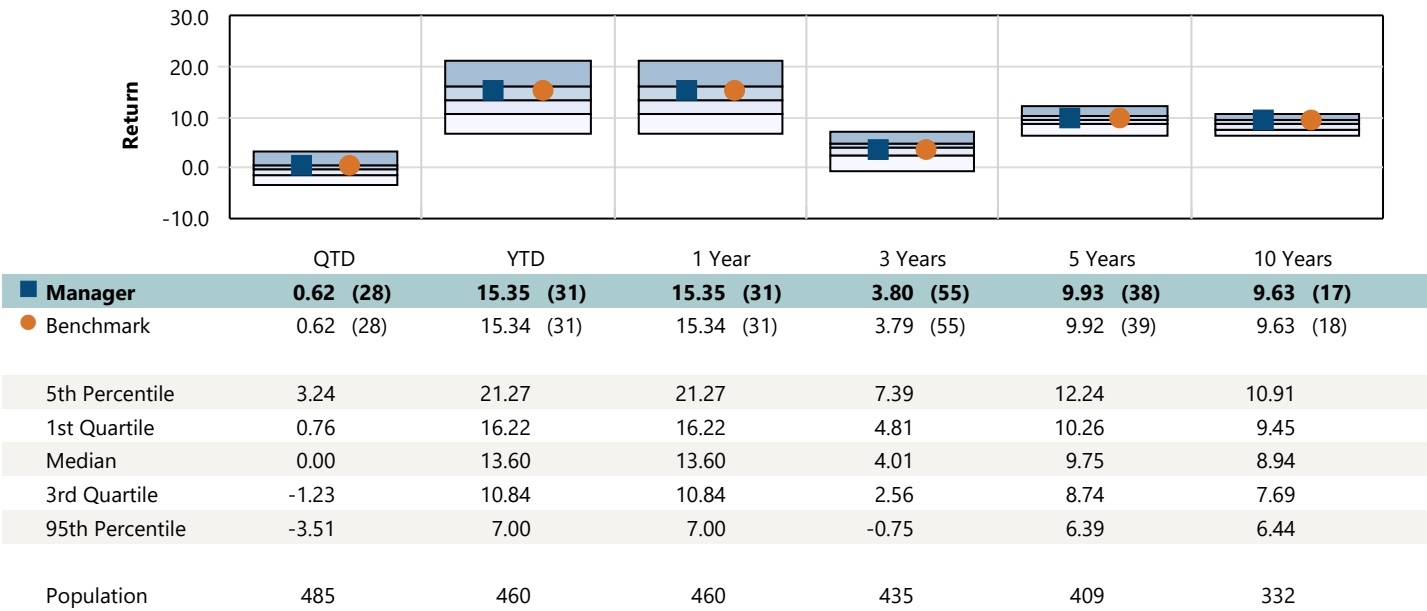 30.0
20.0
10.0
0.0
-10.0
Return
QTD YTD 1 Year 3 Years 5 Years 10 Years
Manager 0.62 (28) 15.35 (31) 15.35 (31) 3.80 (55) 9.93 (38) 9.63 (17)
Benchmark 0.62 (28) 15.34 (31) 15.34 (31) 3.79 (55) 9.92 (39) 9.63 (18)
5th Percentile 3.24 21.27 21.27 7.39 12.24 10.91
1st Quartile 0.76 16.22 16.22 4.81 10.26 9.45
Median 0.00 13.60 13.60 4.01 9.75 8.94
3rd Quartile -1.23 10.84 10.84 2.56 8.74 7.69
95th Percentile -3.51 7.00 7.00 -0.75 6.39 6.44
Population 485 460 460 435 409 332